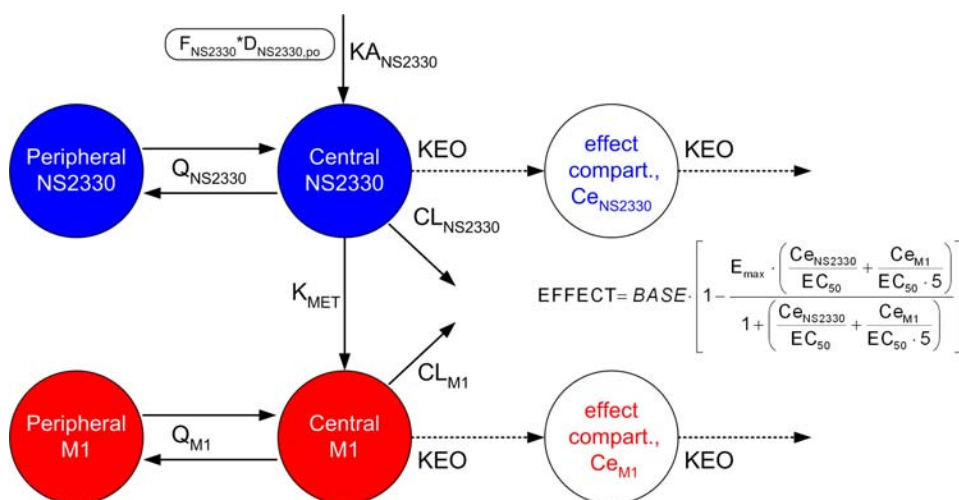 F_NS2330*D_NS2330,po
KA_NS2330
Peripheral
NS2330
Q_NS2330
Central
NS2330
KEO
effect
compart.,
Ce_NS2330
KEO
CL_NS2330
K_MET
EFFECT = BASE · [1 − (E_max · (Ce_NS2330/EC_50 + Ce_M1/(EC_50 · 5))) / (1 + (Ce_NS2330/EC_50 + Ce_M1/(EC_50 · 5)))]
CL_M1
Peripheral
M1
Q_M1
Central
M1
KEO
effect
compart.,
Ce_M1
KEO